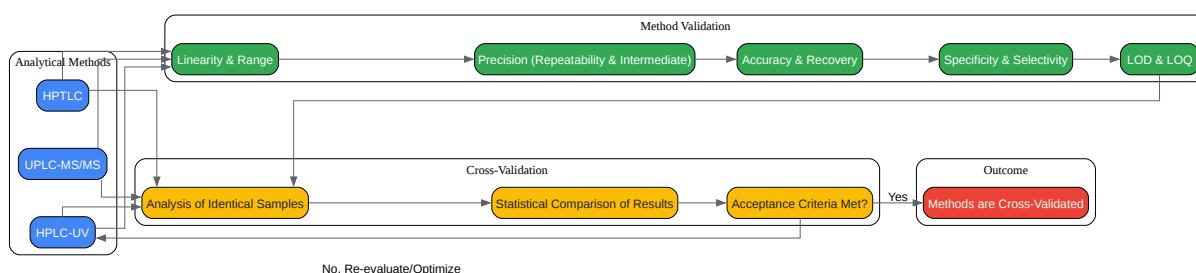 Method Validation
Linearity & Range
Precision (Repeatability & Intermediate)
Accuracy & Recovery
Specificity & Selectivity
LOD & LOQ
Analytical Methods
HPTLC
UPLC-MS/MS
HPLC-UV
Cross-Validation
Analysis of Identical Samples
Statistical Comparison of Results
Acceptance Criteria Met?
Yes
Outcome
Methods are Cross-Validated
No, Re-evaluate/Optimize